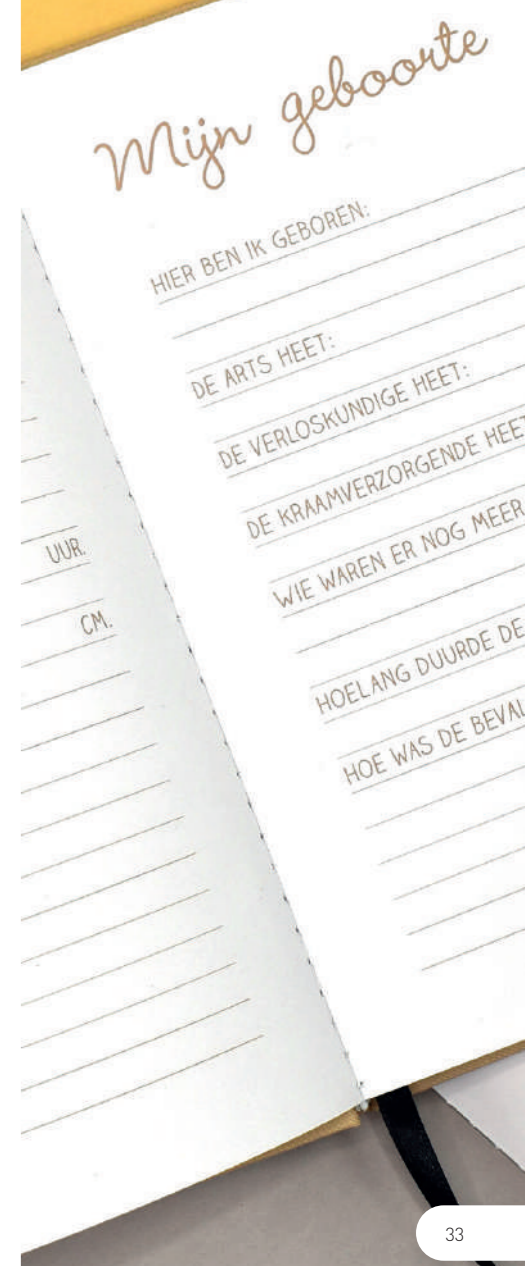 UUR.
CM.
Mijn geboorte
HIER BEN IK GEBOREN:
DE ARTS HEET:
DE VERLOSKUNDIGE HEET:
DE KRAAMVERZORGENDE HEET
WIE WAREN ER NOG MEER
HOELANG DUURDE DE
HOE WAS DE BEVAL
33